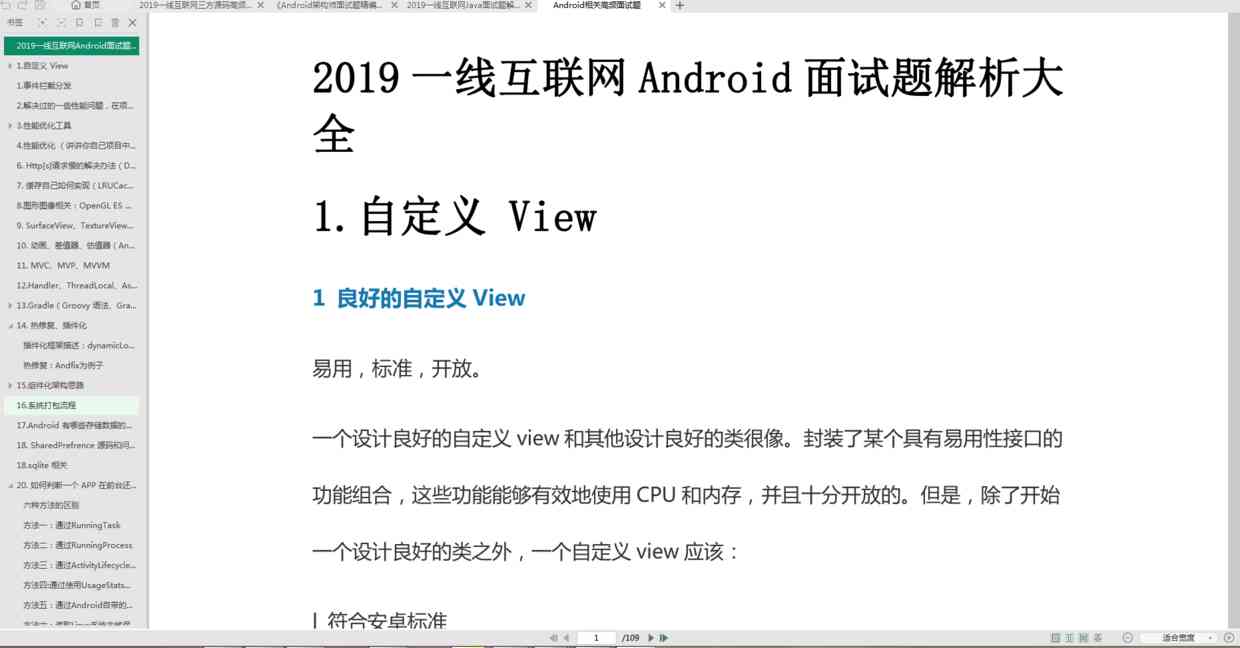 首页
2019一线互联网三方源码高频...
《Android架构师面试题精编...
2019一线互联网Java面试题解...
Android相关高频面试题
书签
2019一线互联网Android面试题...
1.自定义 View
1.事件拦截分发
2.解决过的一些性能问题，在项...
3.性能优化工具
4.性能优化 （讲讲你自己项目中...
6. Http[s]请求慢的解决办法（D...
7. 缓存自己如何实现（LRUCac...
8.图形图像相关：OpenGL ES ...
9. SurfaceView、TextureView...
10. 动画、差值器、估值器（An...
11. MVC、MVP、MVVM
12.Handler、ThreadLocal、As...
13.Gradle（Groovy 语法、Gra...
14. 热修复、插件化
插件化框架描述：dynamicLo...
热修复：Andfix为例子
15.组件化架构思路
16.系统打包流程
17.Android 有哪些存储数据的...
18. SharedPrefrence 源码和问...
18.sqlite 相关
20. 如何判断一个 APP 在前台还...
六种方法的区别
方法一：通过RunningTask
方法二：通过RunningProcess
方法三：通过ActivityLifecycle...
方法四:通过使用UsageStats...
方法五：通过Android自带的...
2019 一线互联网 Android 面试题解析大
全
1.自定义 View
1 良好的自定义 View
易用，标准，开放。
一个设计良好的自定义 view 和其他设计良好的类很像。封装了某个具有易用性接口的
功能组合，这些功能能够有效地使用 CPU 和内存，并且十分开放的。但是，除了开始
一个设计良好的类之外，一个自定义 view 应该：
l 符合安卓标准
1 /109
适合宽度